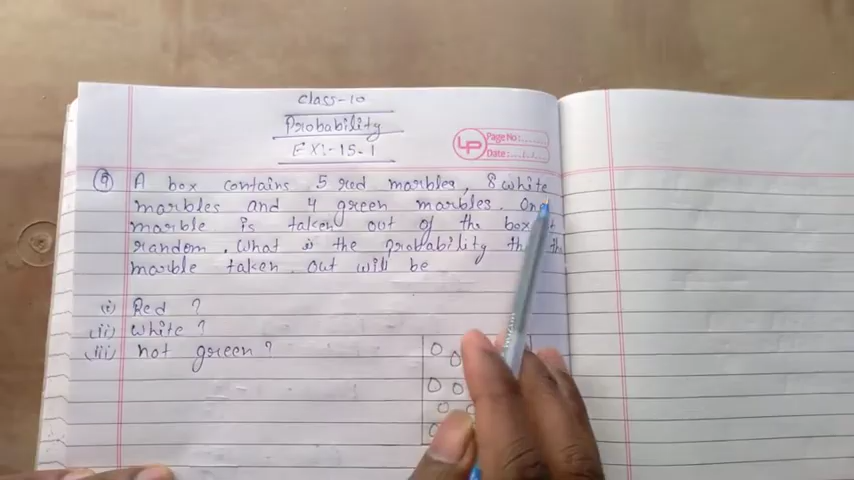 Class-10
Probability
EX:-15.1
LP Page No:
Date:
9 A box contains 5 red marbles, 8 white
marbles and 4 green marbles. One
marble is taken out of the box
random. What is the probability the
marble taken out will be
(i) Red ?
(ii) White ?
(iii) not green ?